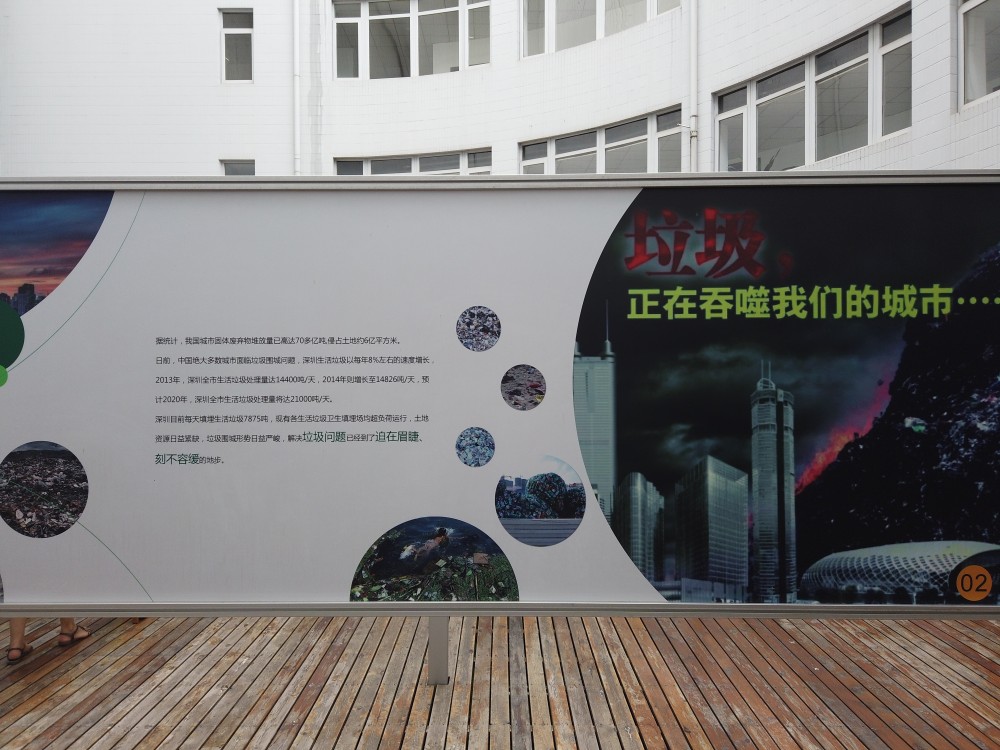 垃圾，
正在吞噬我们的城市····
据统计，我国城市固体废弃物堆放量已高达70多亿吨,侵占土地约6亿平方米。
日前，中国绝大多数城市面临垃圾围城问题，深圳生活垃圾以每年8%左右的速度增长，
2013年，深圳全市生活垃圾处理量达14400吨/天，2014年则增长至14826吨/天，预
计2020年，深圳全市生活垃圾处理量将达21000吨/天。
深圳目前每天填埋生活垃圾7875吨，现有各生活垃圾卫生填埋场均超负荷运行，土地
资源日益紧缺，垃圾围城形势日益严峻，解决垃圾问题已经到了迫在眉睫、
刻不容缓的地步。
02